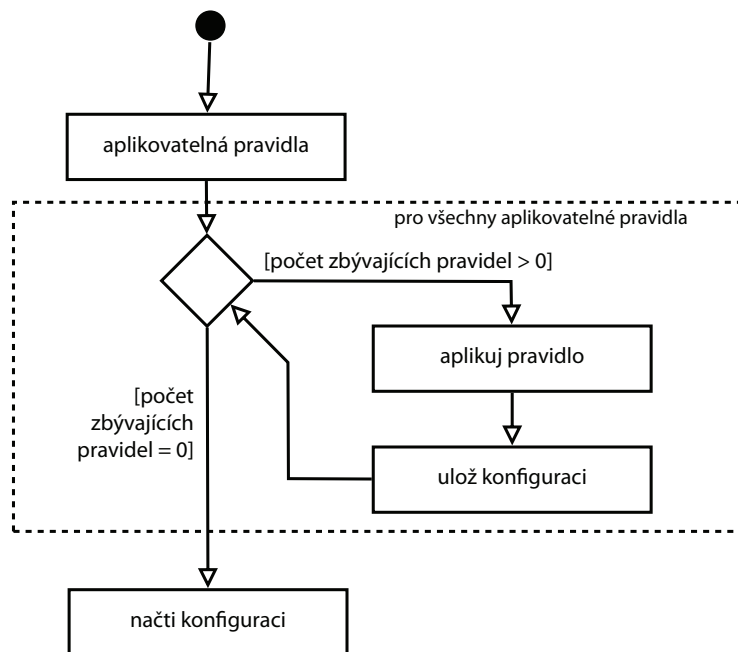 aplikovatelná pravidla
pro všechny aplikovatelné pravidla
[počet zbývajících pravidel > 0]
aplikuj pravidlo
[počet
zbývajících
pravidel = 0]
ulož konfiguraci
načti konfiguraci